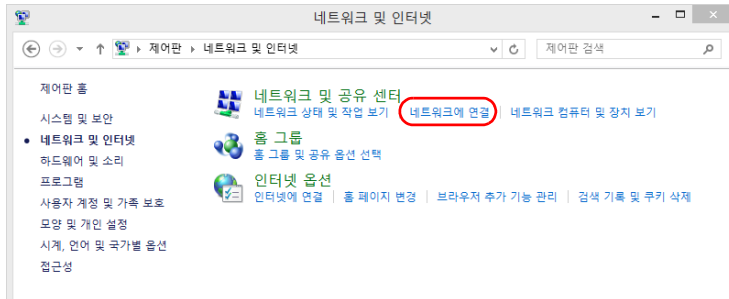 네트워크 및 인터넷
제어판 네트워크 및 인터넷 제어판 검색
제어판 홈
시스템 및 보안
네트워크 및 인터넷
하드웨어 및 소리
프로그램
사용자 계정 및 가족 보호
모양 및 개인 설정
시계, 언어 및 국가별 옵션
접근성
네트워크 및 공유 센터
네트워크 상태 및 작업 보기 네트워크에 연결 네트워크 컴퓨터 및 장치 보기
홈 그룹
홈 그룹 및 공유 옵션 선택
인터넷 옵션
인터넷에 연결 홈 페이지 변경 브라우저 추가 기능 관리 검색 기록 및 쿠키 삭제